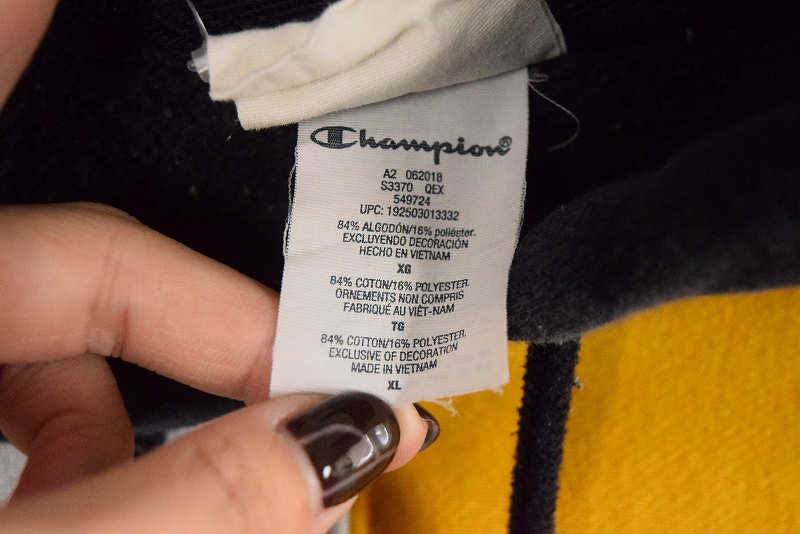 Champion®
A2 062018
S3370 QEX
549724
UPC: 192503013332
84% ALGODÓN/16% poliéster.
EXCLUYENDO DECORACIÓN
HECHO EN VIETNAM
XG
84% COTON/16% POLYESTER.
ORNEMENTS NON COMPRIS
FABRIQUÉ AU VIÊT-NAM
TG
84% COTTON/16% POLYESTER.
EXCLUSIVE OF DECORATION
MADE IN VIETNAM
XL